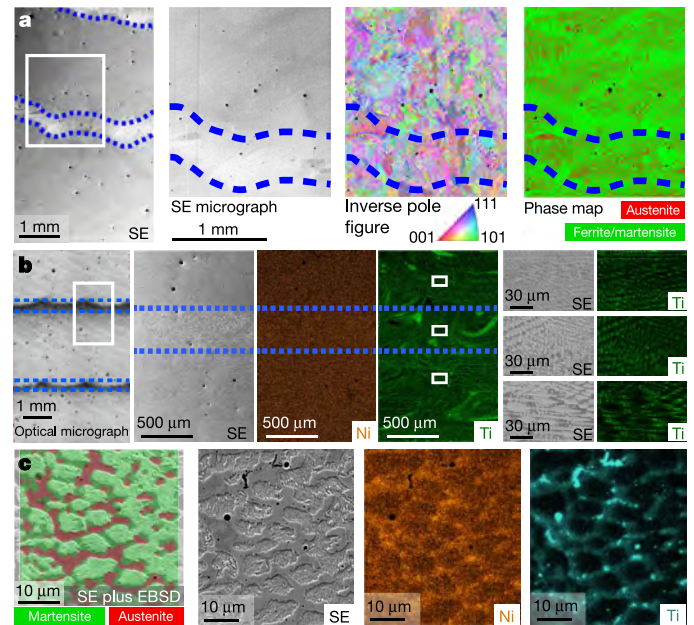 a
1 mm
SE
SE micrograph
1 mm
Inverse pole
figure
111
001
101
Phase map
Austenite
Ferrite/martensite
b
1 mm
Optical micrograph
500 μm
SE
500 μm
Ni
500 μm
Ti
30 μm
SE
Ti
30 μm
SE
Ti
30 μm
SE
Ti
c
SE plus EBSD
10 μm
Martensite
Austenite
10 μm
SE
10 μm
Ni
10 μm
Ti